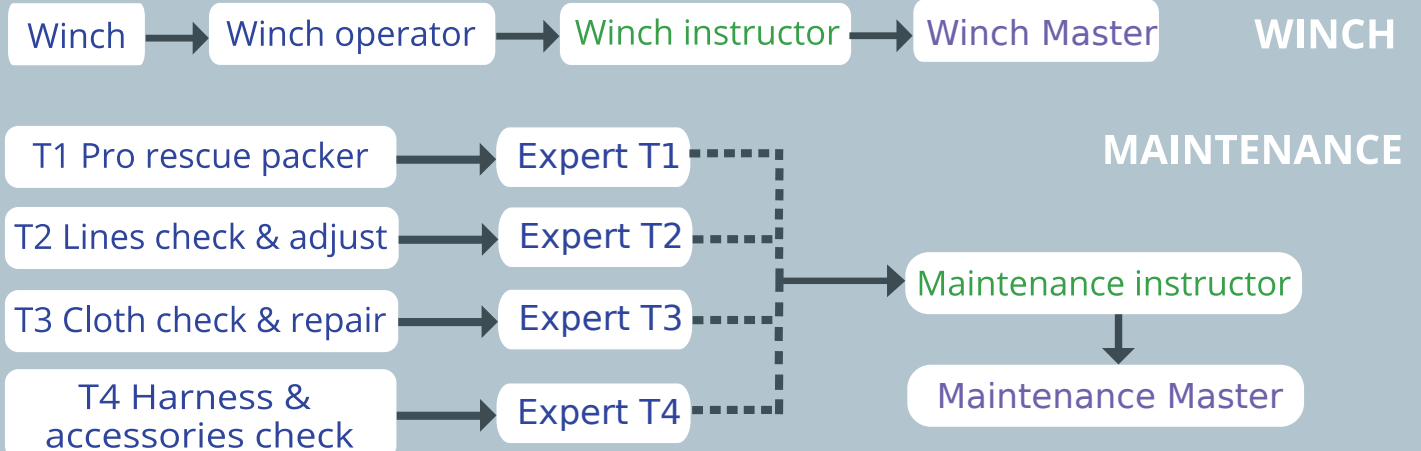 Winch
Winch operator
Winch instructor
Winch Master
WINCH
MAINTENANCE
T1 Pro rescue packer
Expert T1
T2 Lines check & adjust
Expert T2
T3 Cloth check & repair
Expert T3
T4 Harness &
accessories check
Expert T4
Maintenance instructor
Maintenance Master